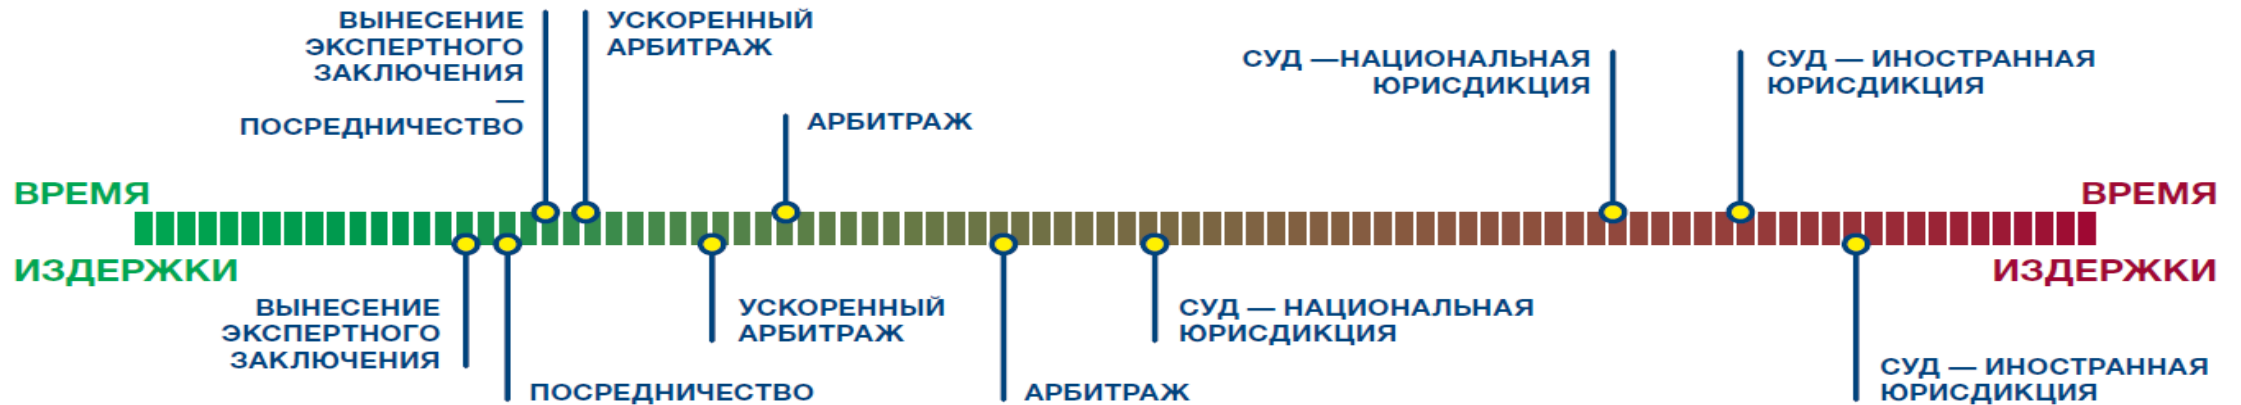 ВЫНЕСЕНИЕ
ЭКСПЕРТНОГО
ЗАКЛЮЧЕНИЯ
—
ПОСРЕДНИЧЕСТВО
УСКОРЕННЫЙ
АРБИТРАЖ
АРБИТРАЖ
СУД —НАЦИОНАЛЬНАЯ
ЮРИСДИКЦИЯ
СУД — ИНОСТРАННАЯ
ЮРИСДИКЦИЯ
ВРЕМЯ
ВРЕМЯ
ИЗДЕРЖКИ
ИЗДЕРЖКИ
ВЫНЕСЕНИЕ
ЭКСПЕРТНОГО
ЗАКЛЮЧЕНИЯ
ПОСРЕДНИЧЕСТВО
УСКОРЕННЫЙ
АРБИТРАЖ
АРБИТРАЖ
СУД — НАЦИОНАЛЬНАЯ
ЮРИСДИКЦИЯ
СУД — ИНОСТРАННАЯ
ЮРИСДИКЦИЯ